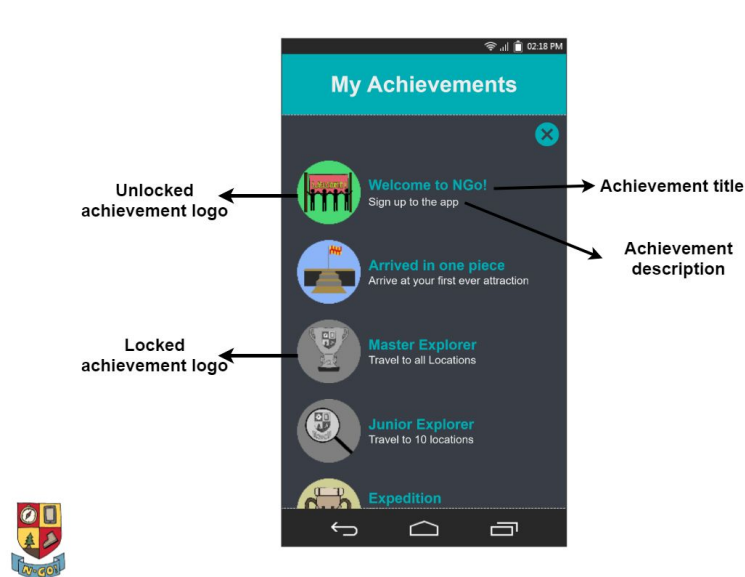 02:18 PM
My Achievements
Unlocked
achievement logo
Welcome to NGo!
Sign up to the app
Achievement title
Achievement
description
Arrived in one piece
Arrive at your first ever attraction
Locked
achievement logo
Master Explorer
Travel to all Locations
Junior Explorer
Travel to 10 locations
Expedition
N·GO!